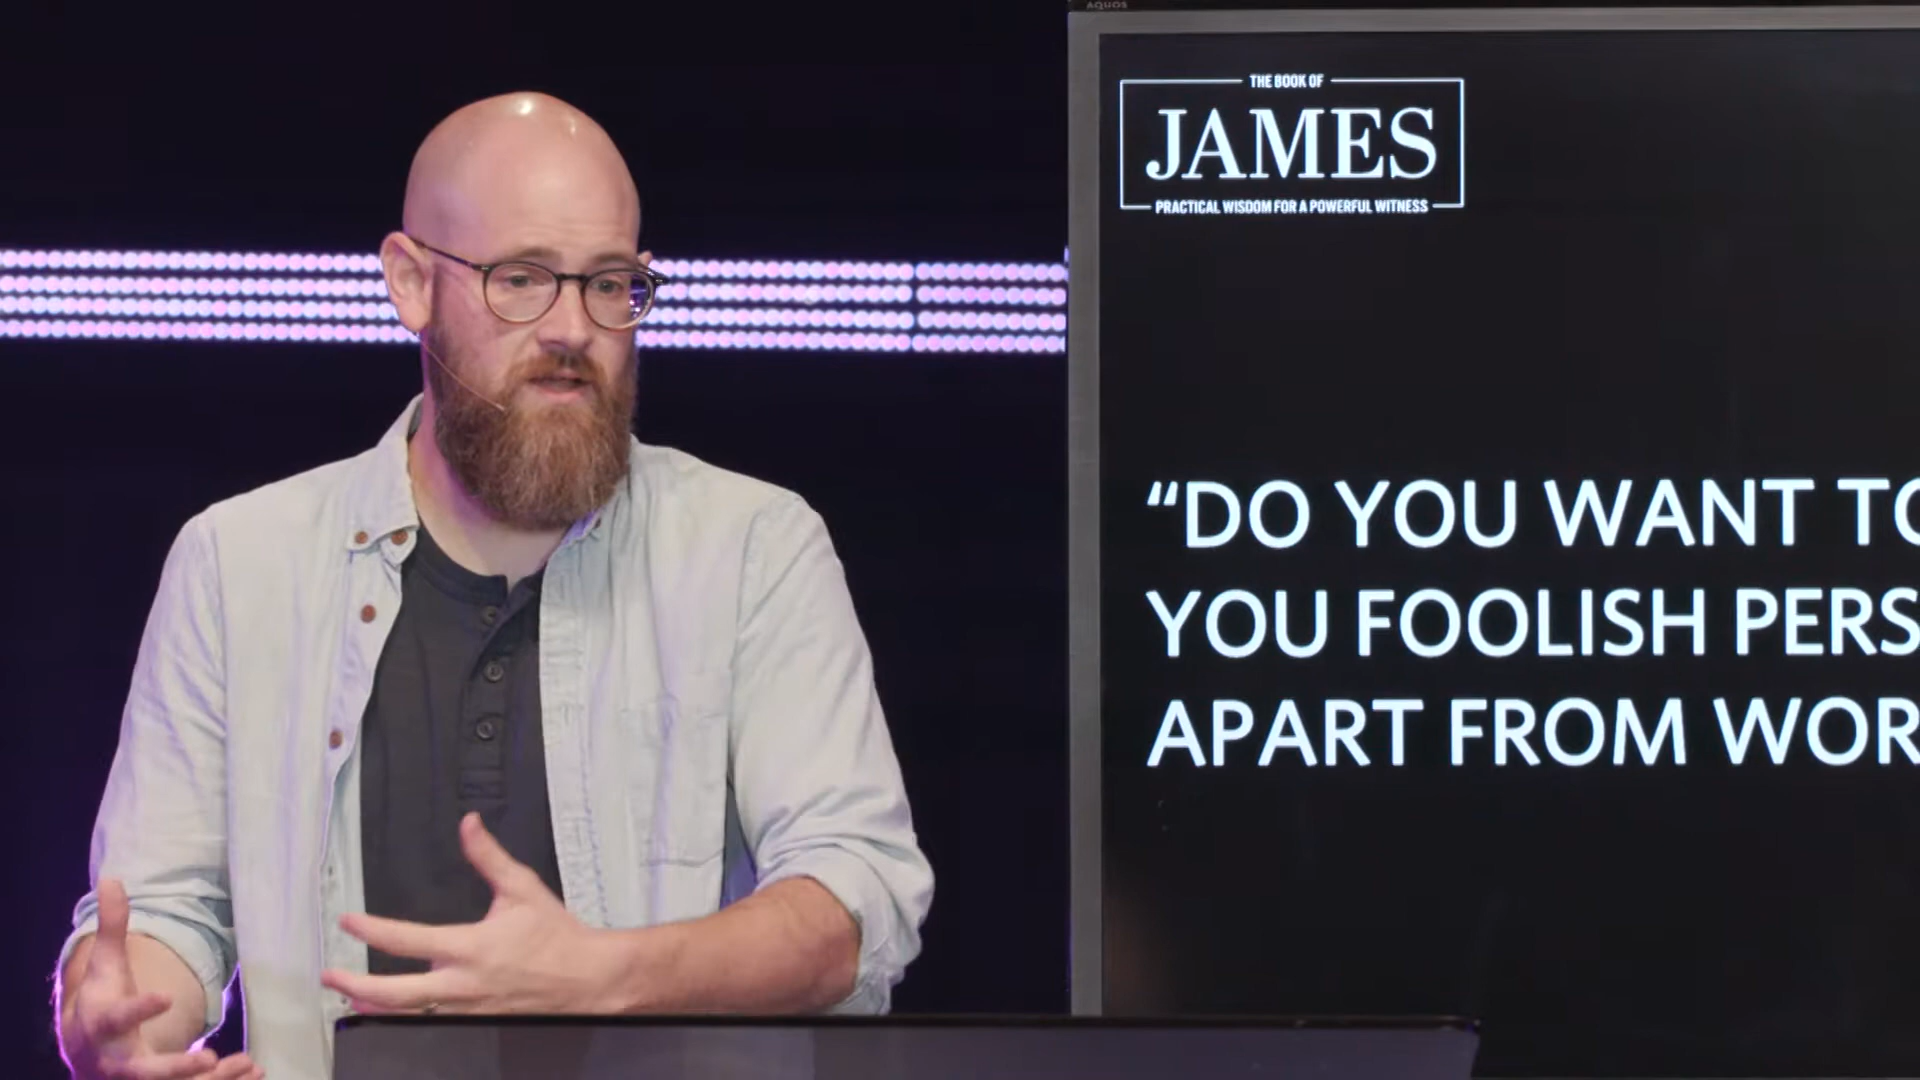 AQUOS
THE BOOK OF
JAMES
PRACTICAL WISDOM FOR A POWERFUL WITNESS
“DO YOU WANT TO
YOU FOOLISH PERS
APART FROM WOR